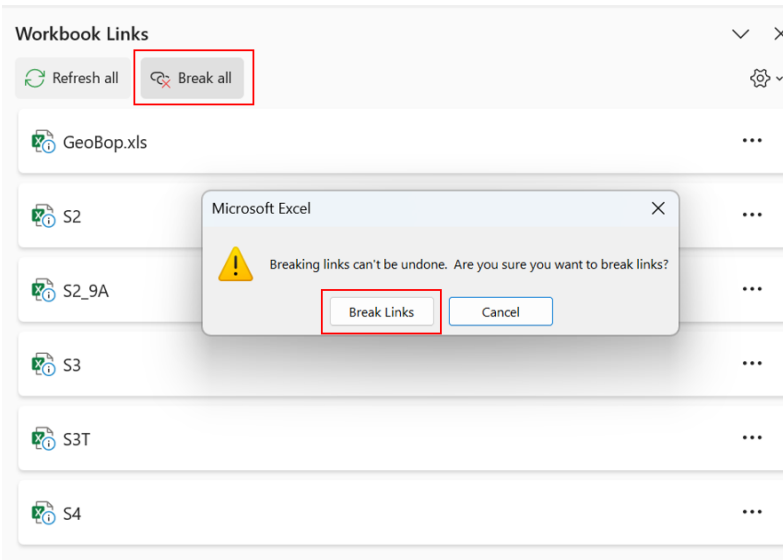 Workbook Links
Refresh all Break all
GeoBop.xls
S2
Microsoft Excel
Breaking links can't be undone. Are you sure you want to break links?
Break Links Cancel
S2_9A
S3
S3T
S4